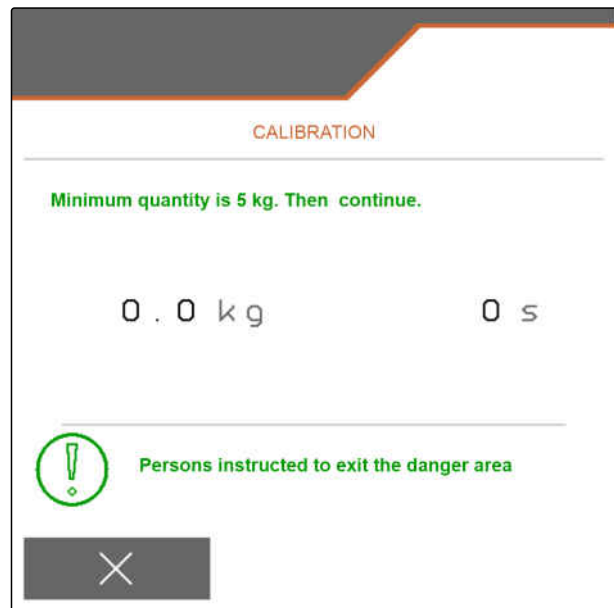 CALIBRATION
Minimum quantity is 5 kg. Then continue.
0.0 kg 0 s
Persons instructed to exit the danger area